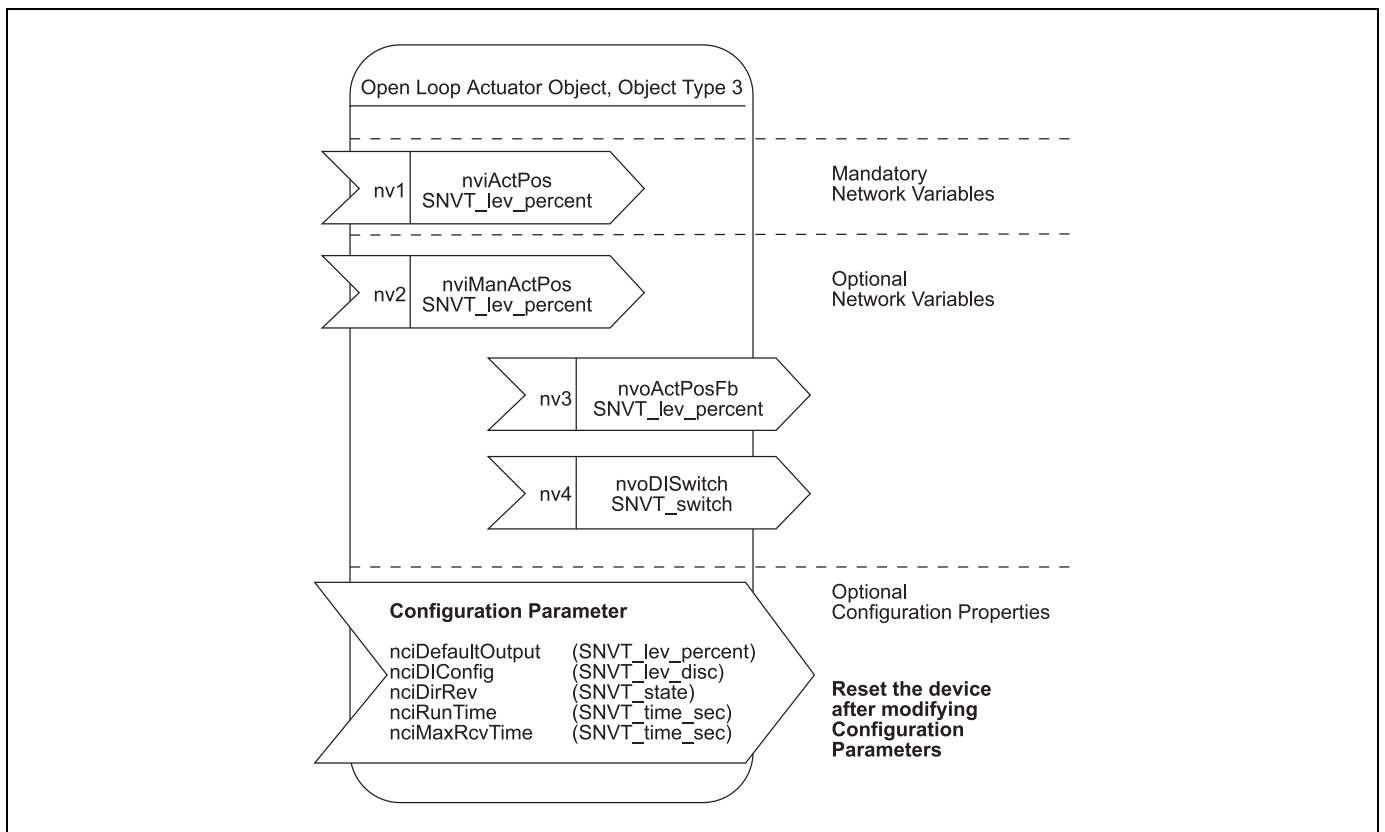 Open Loop Actuator Object, Object Type 3
nv1
nviActPos
SNVT_lev_percent
Mandatory
Network Variables
nv2
nviManActPos
SNVT_lev_percent
Optional
Network Variables
nv3
nvoActPosFb
SNVT_lev_percent
nv4
nvoDISwitch
SNVT_switch
Optional
Configuration Properties
Configuration Parameter
nciDefaultOutput (SNVT_lev_percent)
nciDIConfig (SNVT_lev_disc)
nciDirRev (SNVT_state)
nciRunTime (SNVT_time_sec)
nciMaxRcvTime (SNVT_time_sec)
Reset the device
after modifying
Configuration
Parameters